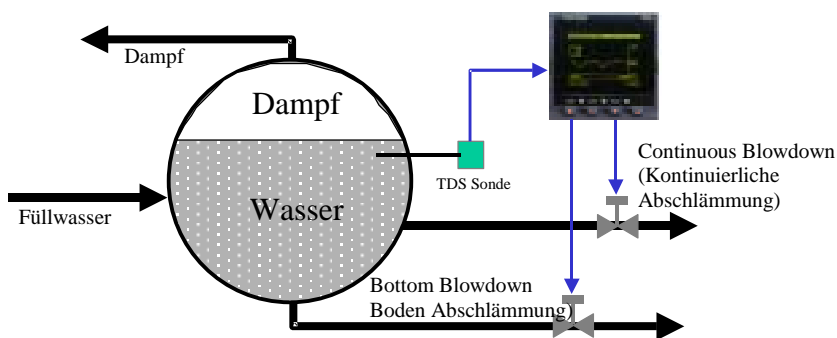 Dampf
Dampf
TDS Sonde
Continuous Blowdown
(Kontinuierliche
Abschlämmung)
Wasser
Füllwasser
Bottom Blowdown
Boden Abschlämmung)